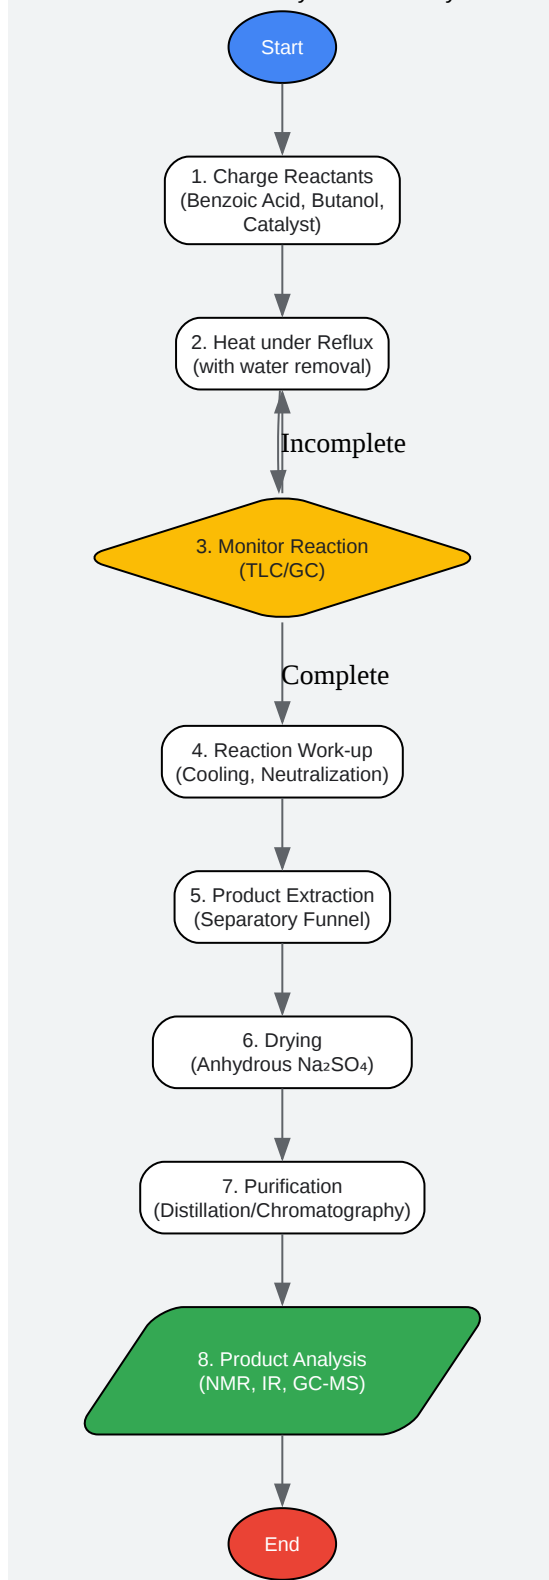 Start
1. Charge Reactants
(Benzoic Acid, Butanol,
Catalyst)
2. Heat under Reflux
(with water removal)
Incomplete
3. Monitor Reaction
(TLC/GC)
Complete
4. Reaction Work-up
(Cooling, Neutralization)
5. Product Extraction
(Separatory Funnel)
6. Drying
(Anhydrous Na₂SO₄)
7. Purification
(Distillation/Chromatography)
8. Product Analysis
(NMR, IR, GC-MS)
End